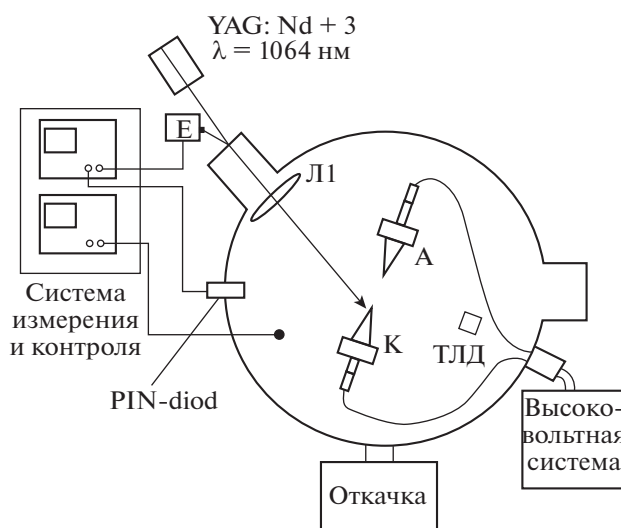 YAG: Nd + 3
λ = 1064 нм
E
Л1
A
K
ТЛД
Система
измерения
и контроля
PIN-diod
Высоко-
вольтная
система
Откачка